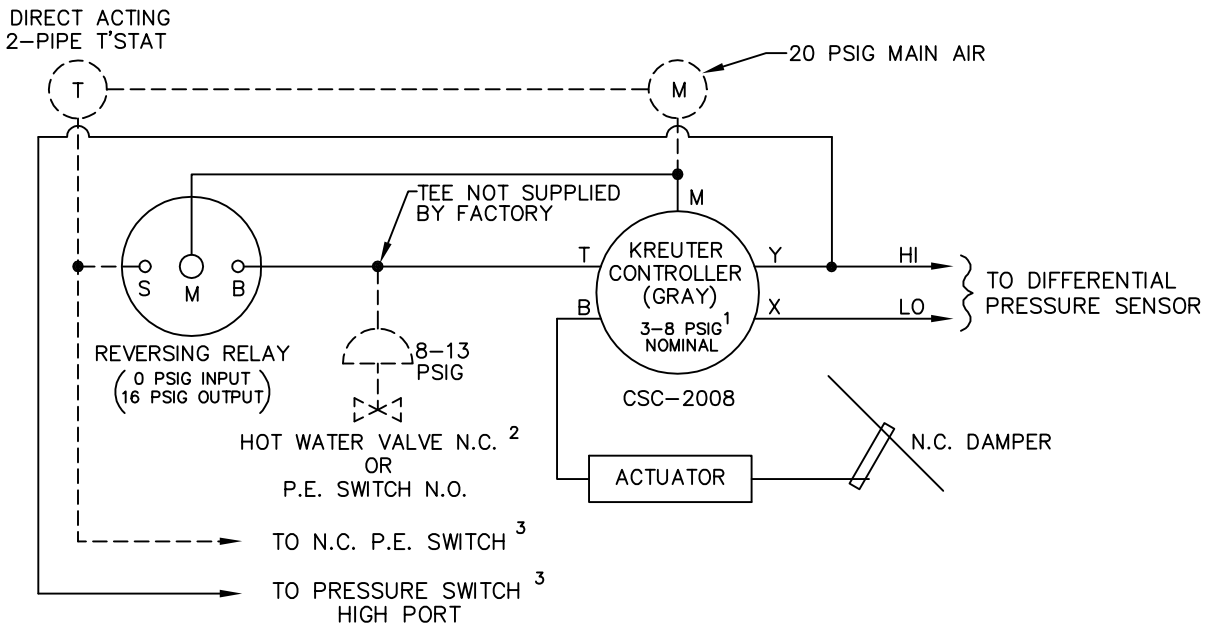 DIRECT ACTING
2-PIPE T'STAT
T
M
20 PSIG MAIN AIR
TEE NOT SUPPLIED
BY FACTORY
M
S
M
B
REVERSING RELAY
(0 PSIG INPUT
16 PSIG OUTPUT)
8-13
PSIG
HOT WATER VALVE N.C. 2
OR
P.E. SWITCH N.O.
T
B
KREUTER
CONTROLLER
(GRAY)
3-8 PSIG 1
NOMINAL
CSC-2008
Y
X
HI
LO
TO DIFFERENTIAL
PRESSURE SENSOR
ACTUATOR
N.C. DAMPER
TO N.C. P.E. SWITCH 3
TO PRESSURE SWITCH 3
HIGH PORT